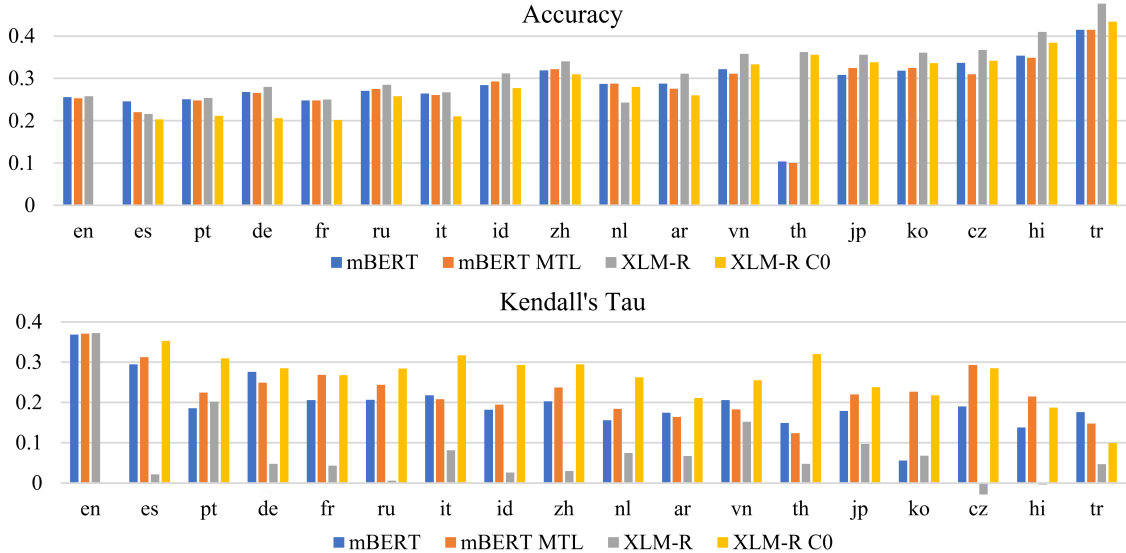 Accuracy
0.4
0.3
0.2
0.1
0
en es pt de fr ru it id zh nl ar vn th jp ko cz hi tr
mBERT mBERT MTL XLM-R XLM-R C0
Kendall's Tau
0.4
0.3
0.2
0.1
0
en es pt de fr ru it id zh nl ar vn th jp ko cz hi tr
mBERT mBERT MTL XLM-R XLM-R C0